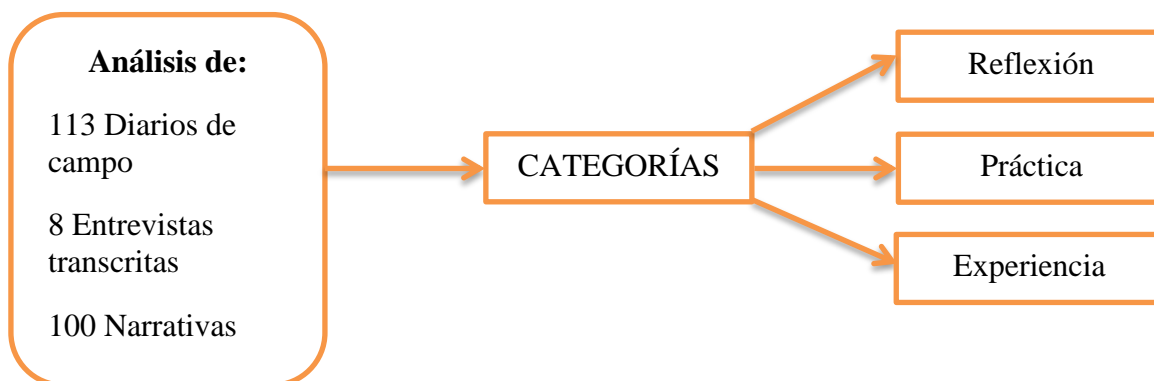 Análisis de:
113 Diarios de
campo
8 Entrevistas
transcritas
100 Narrativas
CATEGORÍAS
Reflexión
Práctica
Experiencia